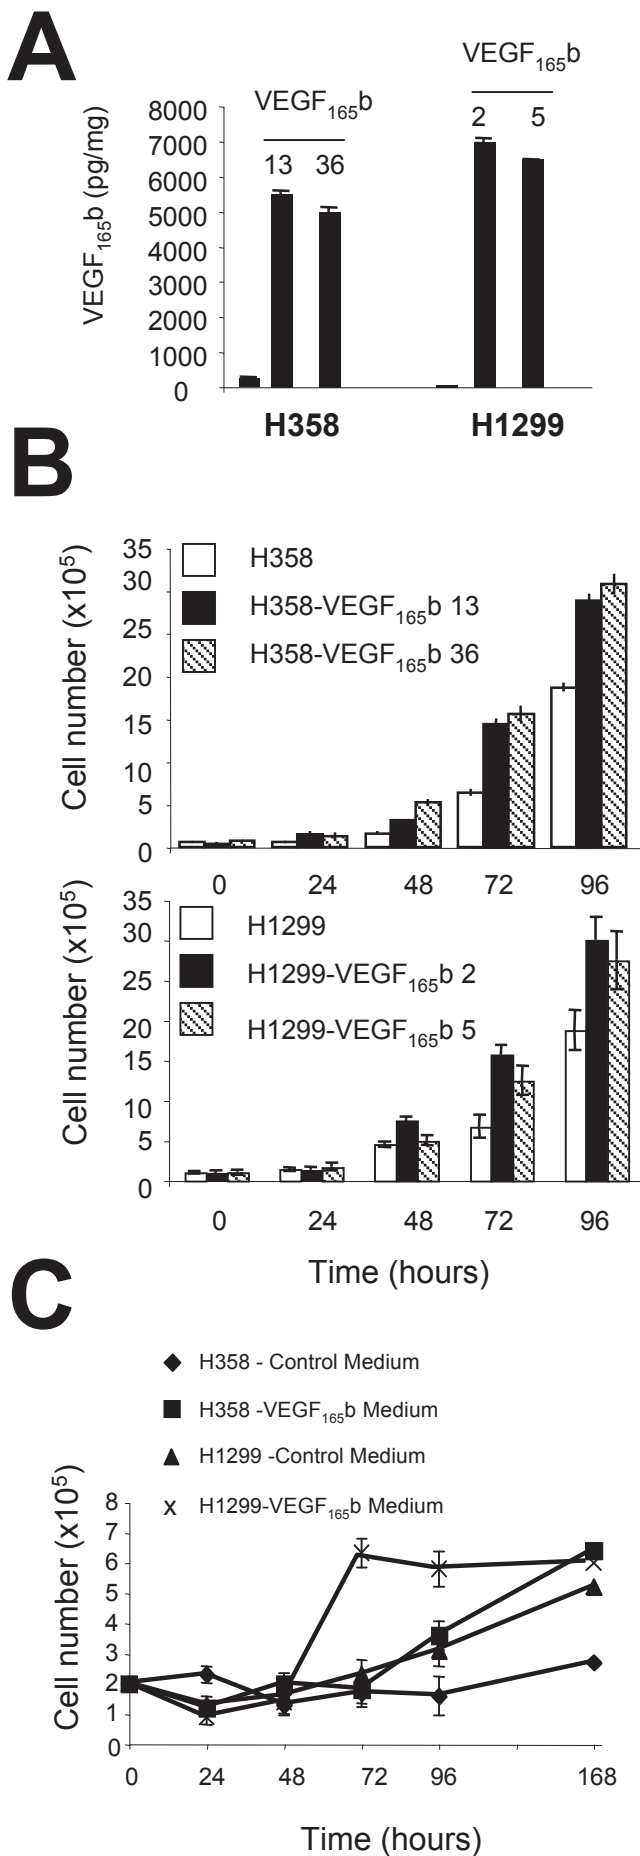 A
VEGF165b
VEGF165b
2 5
13 36
VEGF165b (pg/mg)
8000
7000
6000
5000
4000
3000
2000
1000
0
H358 H1299
B
Cell number (x10⁵)
35
30
25
20
15
10
5
0
H358
H358-VEGF165b 13
H358-VEGF165b 36
0 24 48 72 96
Cell number (x10⁵)
35
30
25
20
15
10
5
0
H1299
H1299-VEGF165b 2
H1299-VEGF165b 5
0 24 48 72 96
Time (hours)
C
H358 - Control Medium
H358 -VEGF165b Medium
H1299 -Control Medium
H1299-VEGF165b Medium
Cell number (x10⁵)
8
7
6
5
4
3
2
1
0
0 24 48 72 96 168
Time (hours)